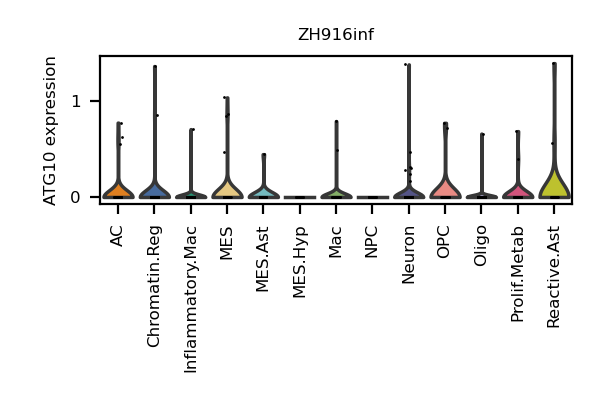 ZH916inf
ATG10 expression
1
0
AC
Chromatin.Reg
Inflammatory.Mac
MES
MES.Ast
MES.Hyp
Mac
NPC
Neuron
OPC
Oligo
Prolif.Metab
Reactive.Ast